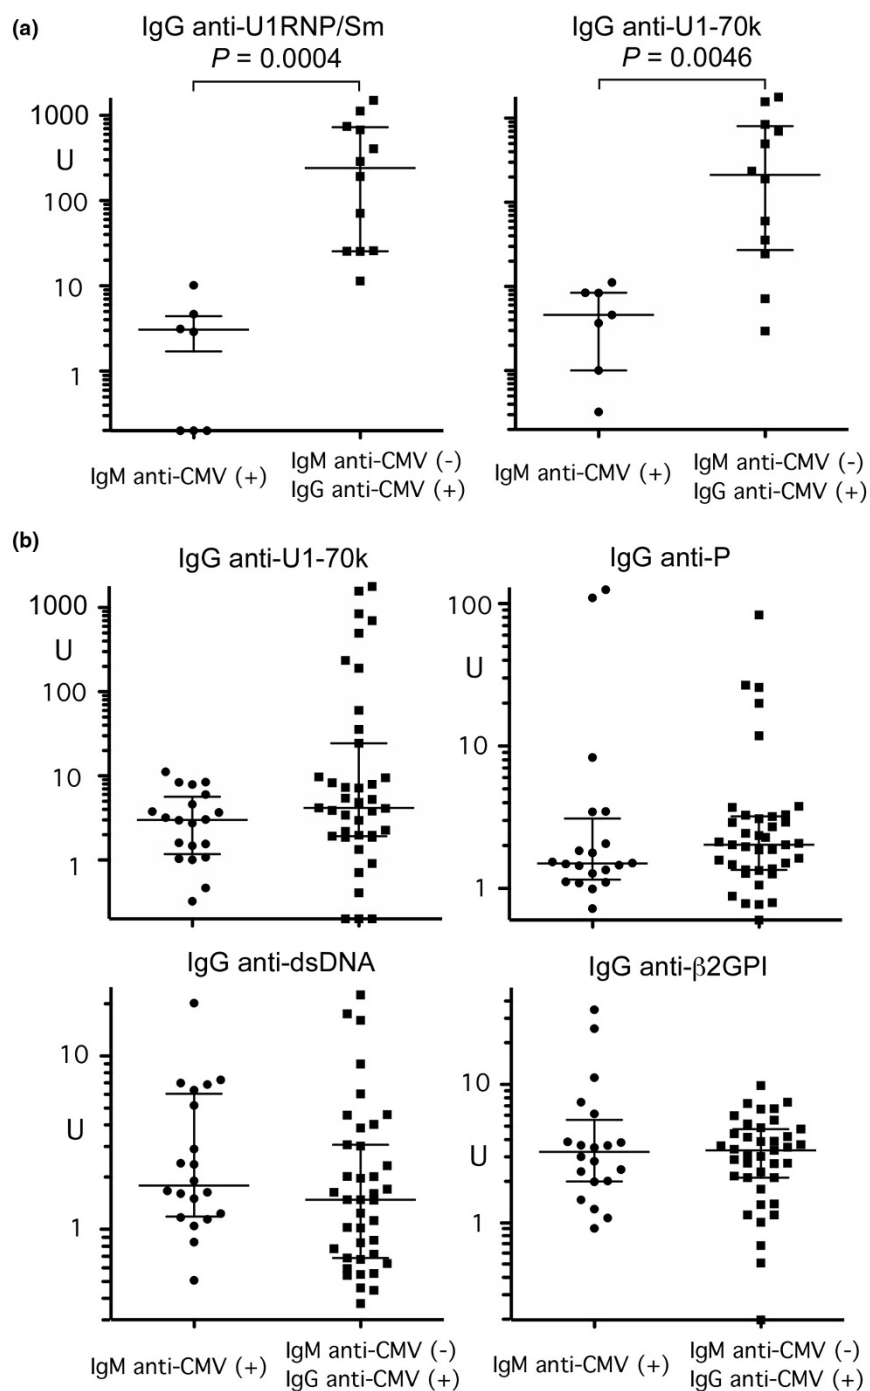 (a)
IgG anti-U1RNP/Sm
P = 0.0004
U
1000
100
10
1
IgM anti-CMV (+)
IgM anti-CMV (-)
IgG anti-CMV (+)
IgG anti-U1-70k
P = 0.0046
IgM anti-CMV (+)
IgM anti-CMV (-)
IgG anti-CMV (+)
(b)
IgG anti-U1-70k
U
1000
100
10
1
IgG anti-P
U
100
10
1
IgG anti-dsDNA
U
10
1
IgM anti-CMV (+)
IgM anti-CMV (-)
IgG anti-CMV (+)
IgG anti-β2GPI
U
10
1
IgM anti-CMV (+)
IgM anti-CMV (-)
IgG anti-CMV (+)